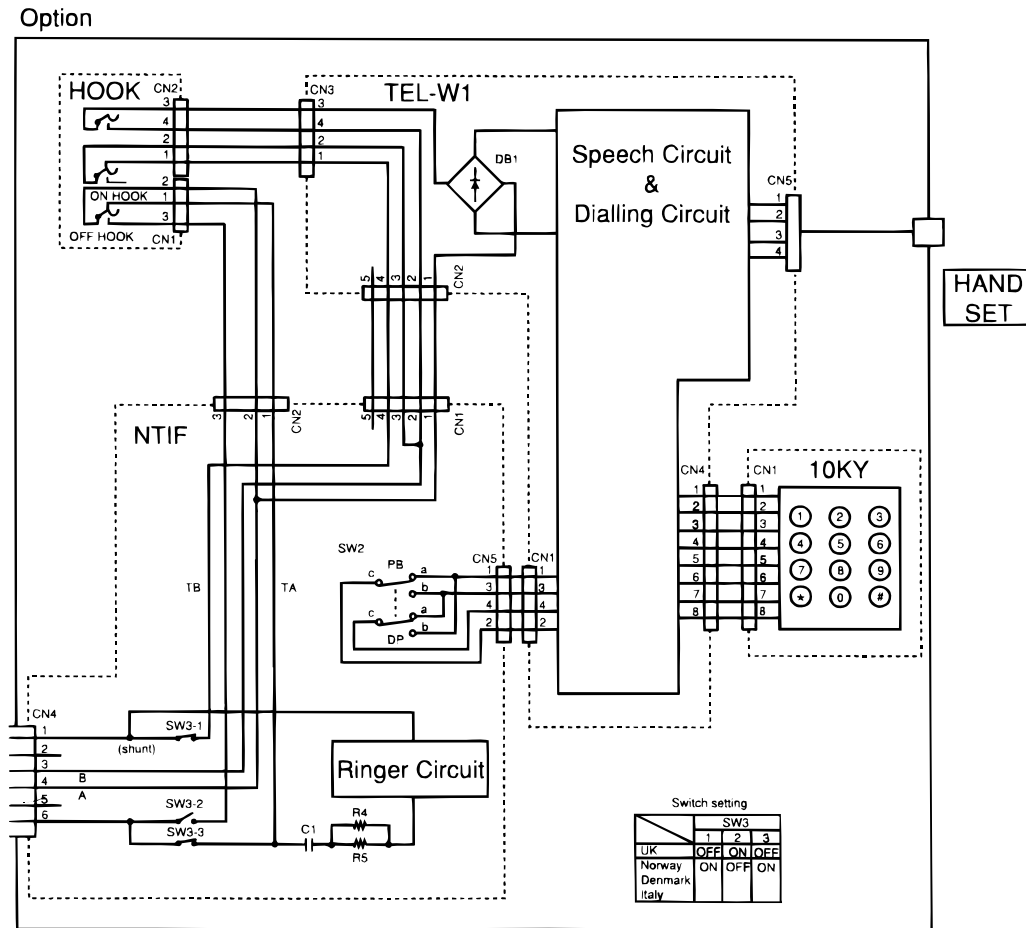 Option
HOOK
CN2
3
4
2
1
2
ON HOOK
1
3
OFF HOOK
CN1
CN3
TEL-W1
3
4
2
1
DB1
Speech Circuit
&
Dialling Circuit
CN5
1
2
3
4
HAND
SET
5
4
3
2
1
CN2
3
2
1
CN2
5
4
3
2
1
CN1
NTIF
TB
TA
SW2
PB
c
a
b
c
a
b
DP
CN5
1
3
4
2
CN1
1
3
4
2
CN4
1
2
3
4
5
6
7
8
CN1
1
2
3
4
5
6
7
8
10KY
1 2 3
4 5 6
7 8 9
* 0 #
CN4
1
2
3
4
5
6
(shunt)
SW3-1
B
A
SW3-2
SW3-3
C1
R4
R5
Ringer Circuit
Switch setting
SW3
1 2 3
UK OFF ON OFF
Norway ON OFF ON
Denmark
Italy